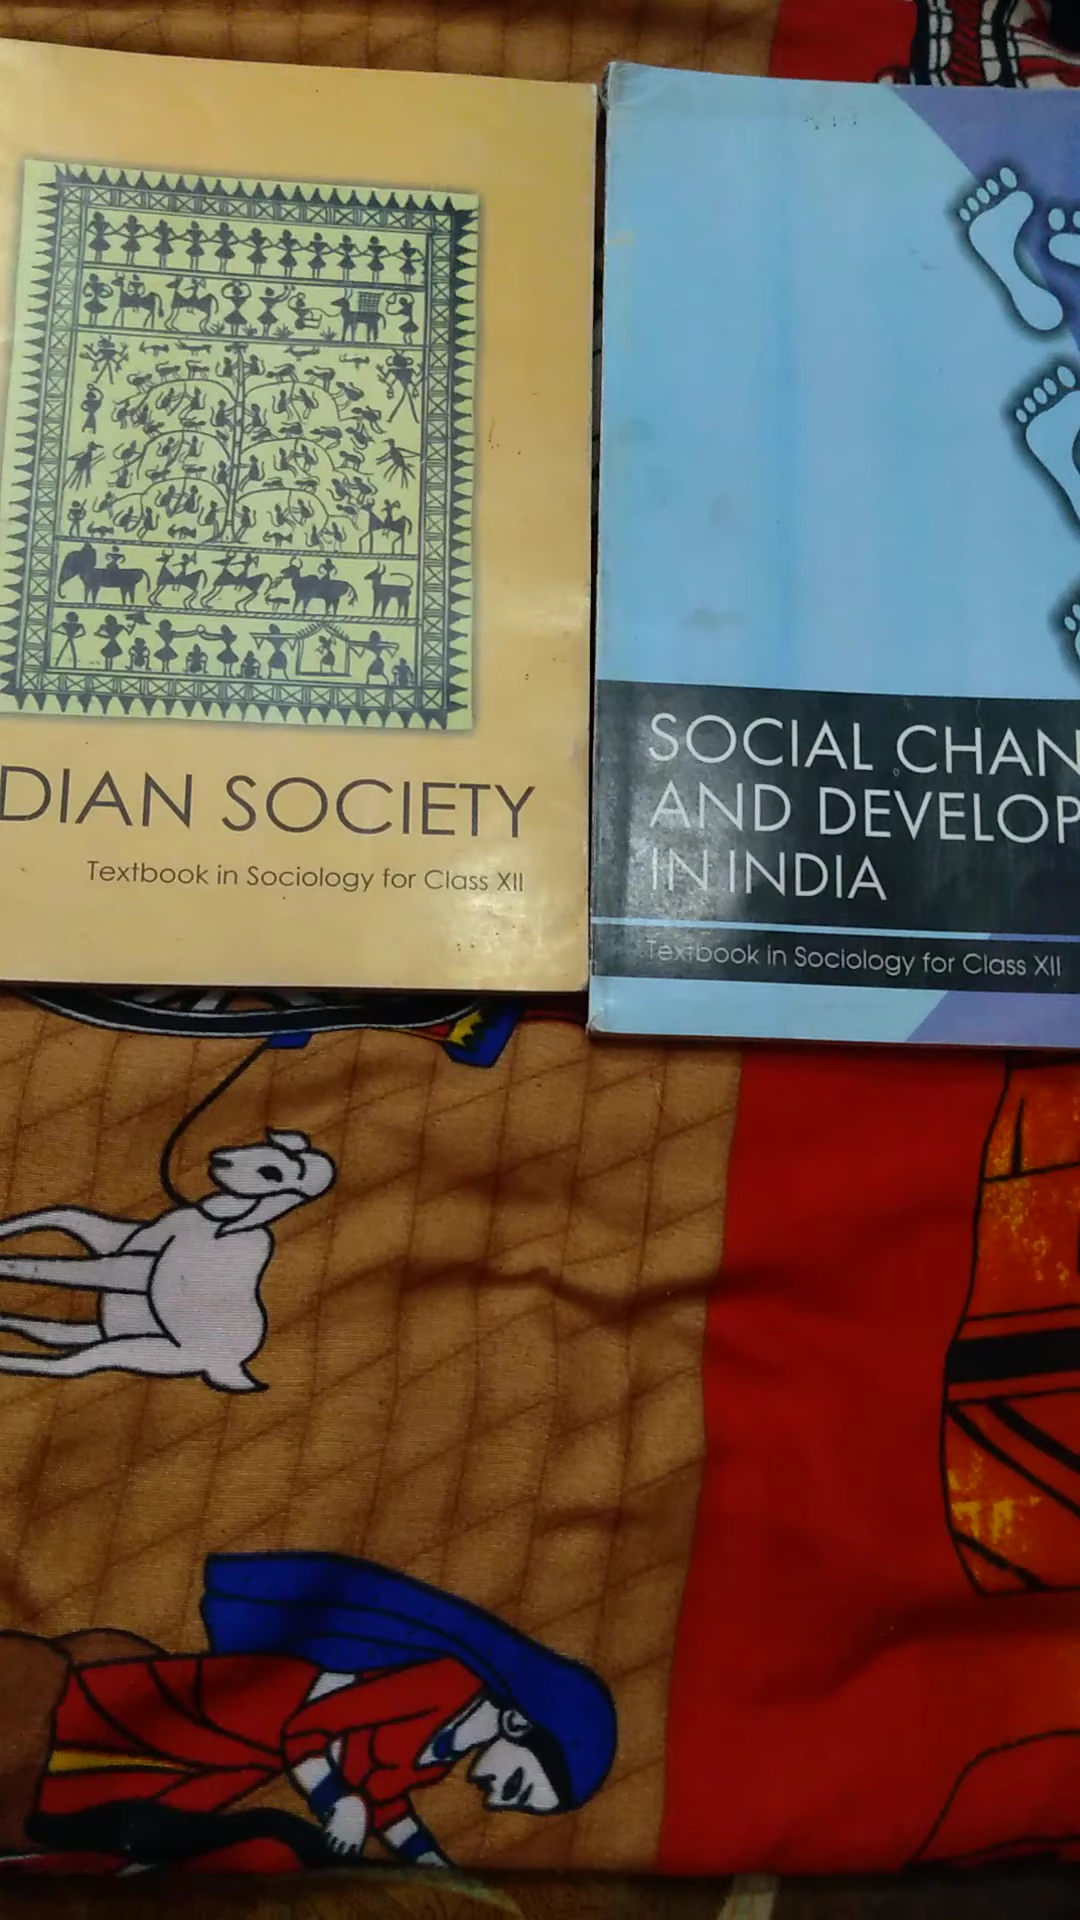 DIAN SOCIETY
Textbook in Sociology for Class XII
SOCIAL CHAN
AND DEVELOP
IN INDIA
Textbook in Sociology for Class XII